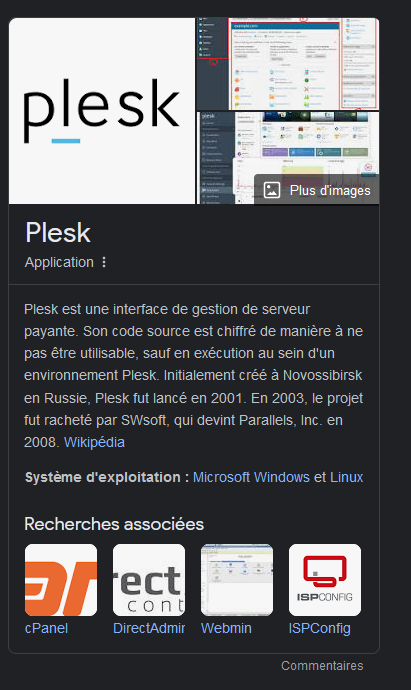 plesk
example.com
plesk
Plus d'images
Plesk
Application
Plesk est une interface de gestion de serveur
payante. Son code source est chiffré de manière à ne
pas être utilisable, sauf en exécution au sein d'un
environnement Plesk. Initialement créé à Novossibirsk
en Russie, Plesk fut lancé en 2001. En 2003, le projet
fut racheté par SWsoft, qui devint Parallels, Inc. en
2008. Wikipédia
Système d'exploitation : Microsoft Windows et Linux
Recherches associées
ISPCONFIG
cPanel DirectAdmin Webmin ISPConfig
Commentaires